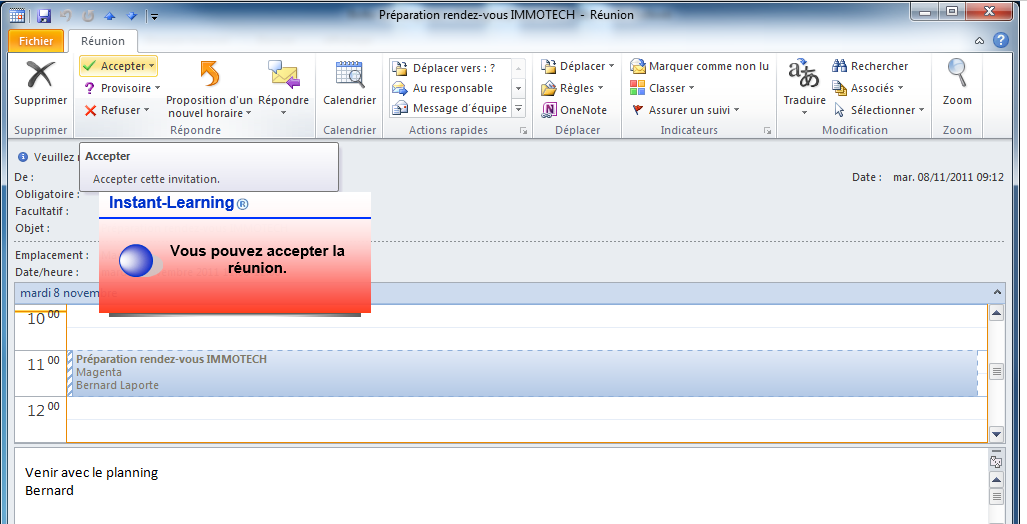 Préparation rendez-vous IMMOTECH - Réunion
Fichier
Réunion
Supprimer
Supprimer
Accepter
? Provisoire
Refuser
Proposition d'un
nouvel horaire
Répondre
Répondre
Calendrier
Calendrier
Déplacer vers : ?
Au responsable
Message d'équipe
Actions rapides
Déplacer
Règles
OneNote
Déplacer
Marquer comme non lu
Classer
Assurer un suivi
Indicateurs
Traduire
Rechercher
Associés
Sélectionner
Modification
Zoom
Zoom
Veuillez
Accepter
Accepter cette invitation.
De :
Date : mar. 08/11/2011 09:12
Obligatoire :
Facultatif :
Objet :
Emplacement :
Date/heure :
Instant-Learning®
Vous pouvez accepter la
réunion.
mardi 8 novem
10 00
11 00
12 00
Préparation rendez-vous IMMOTECH
Magenta
Bernard Laporte
Venir avec le planning
Bernard